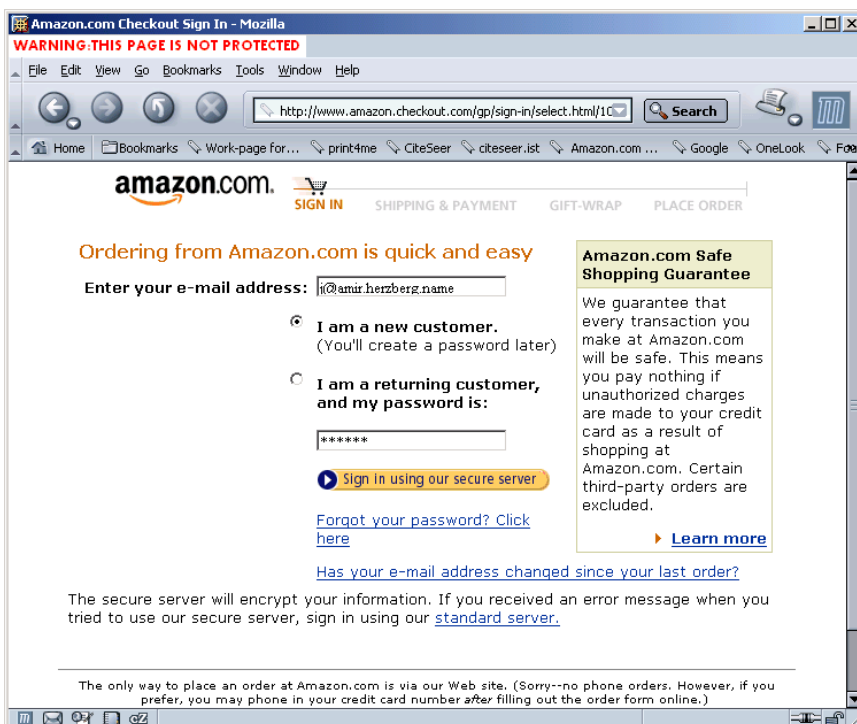 Amazon.com Checkout Sign In - Mozilla
WARNING:THIS PAGE IS NOT PROTECTED
File Edit View Go Bookmarks Tools Window Help
http://www.amazon.checkout.com/gp/sign-in/select.html/10 Search
Home Bookmarks Work-page for... print4me CiteSeer citeseer.ist Amazon.com ... Google OneLook
amazon.com.
SIGN IN SHIPPING & PAYMENT GIFT-WRAP PLACE ORDER
Ordering from Amazon.com is quick and easy
Enter your e-mail address: i@amir.herzberg.name
I am a new customer.
(You'll create a password later)
I am a returning customer,
and my password is:
******
Sign in using our secure server
Forgot your password? Click
here
Has your e-mail address changed since your last order?
Amazon.com Safe
Shopping Guarantee
We guarantee that
every transaction you
make at Amazon.com
will be safe. This means
you pay nothing if
unauthorized charges
are made to your credit
card as a result of
shopping at
Amazon.com. Certain
third-party orders are
excluded.
Learn more
The secure server will encrypt your information. If you received an error message when you
tried to use our secure server, sign in using our standard server.
The only way to place an order at Amazon.com is via our Web site. (Sorry--no phone orders. However, if you
prefer, you may phone in your credit card number after filling out the order form online.)